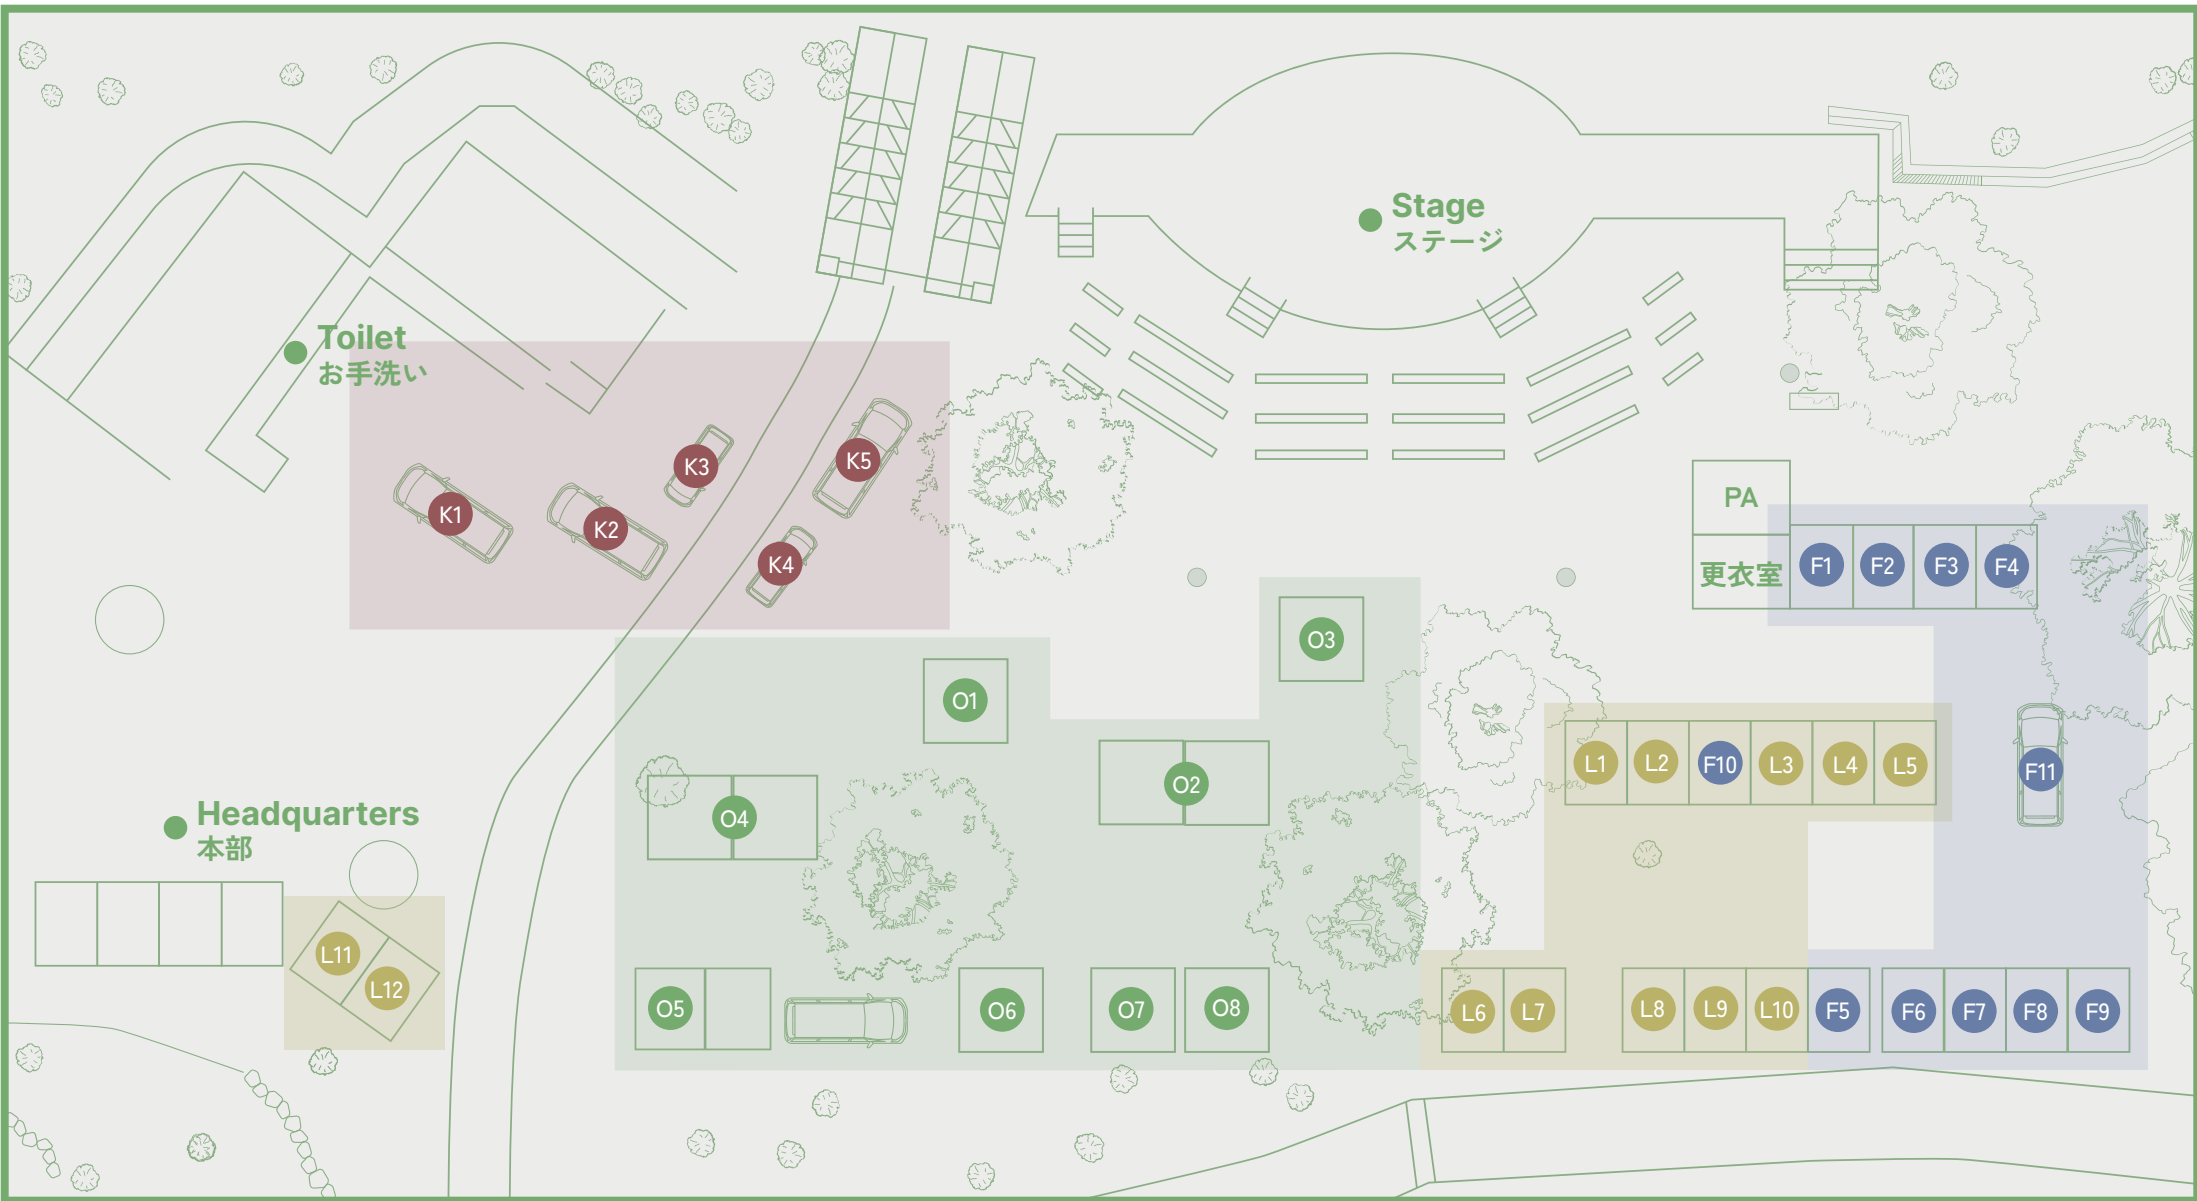 Stage
ステージ
Toilet
お手洗い
K1
K2
K3
K4
K5
PA
更衣室
F1
F2
F3
F4
O3
O1
O2
O4
L1
L2
F10
L3
L4
L5
F11
Headquarters
本部
L11
L12
O5
O6
O7
O8
L6
L7
L8
L9
L10
F5
F6
F7
F8
F9